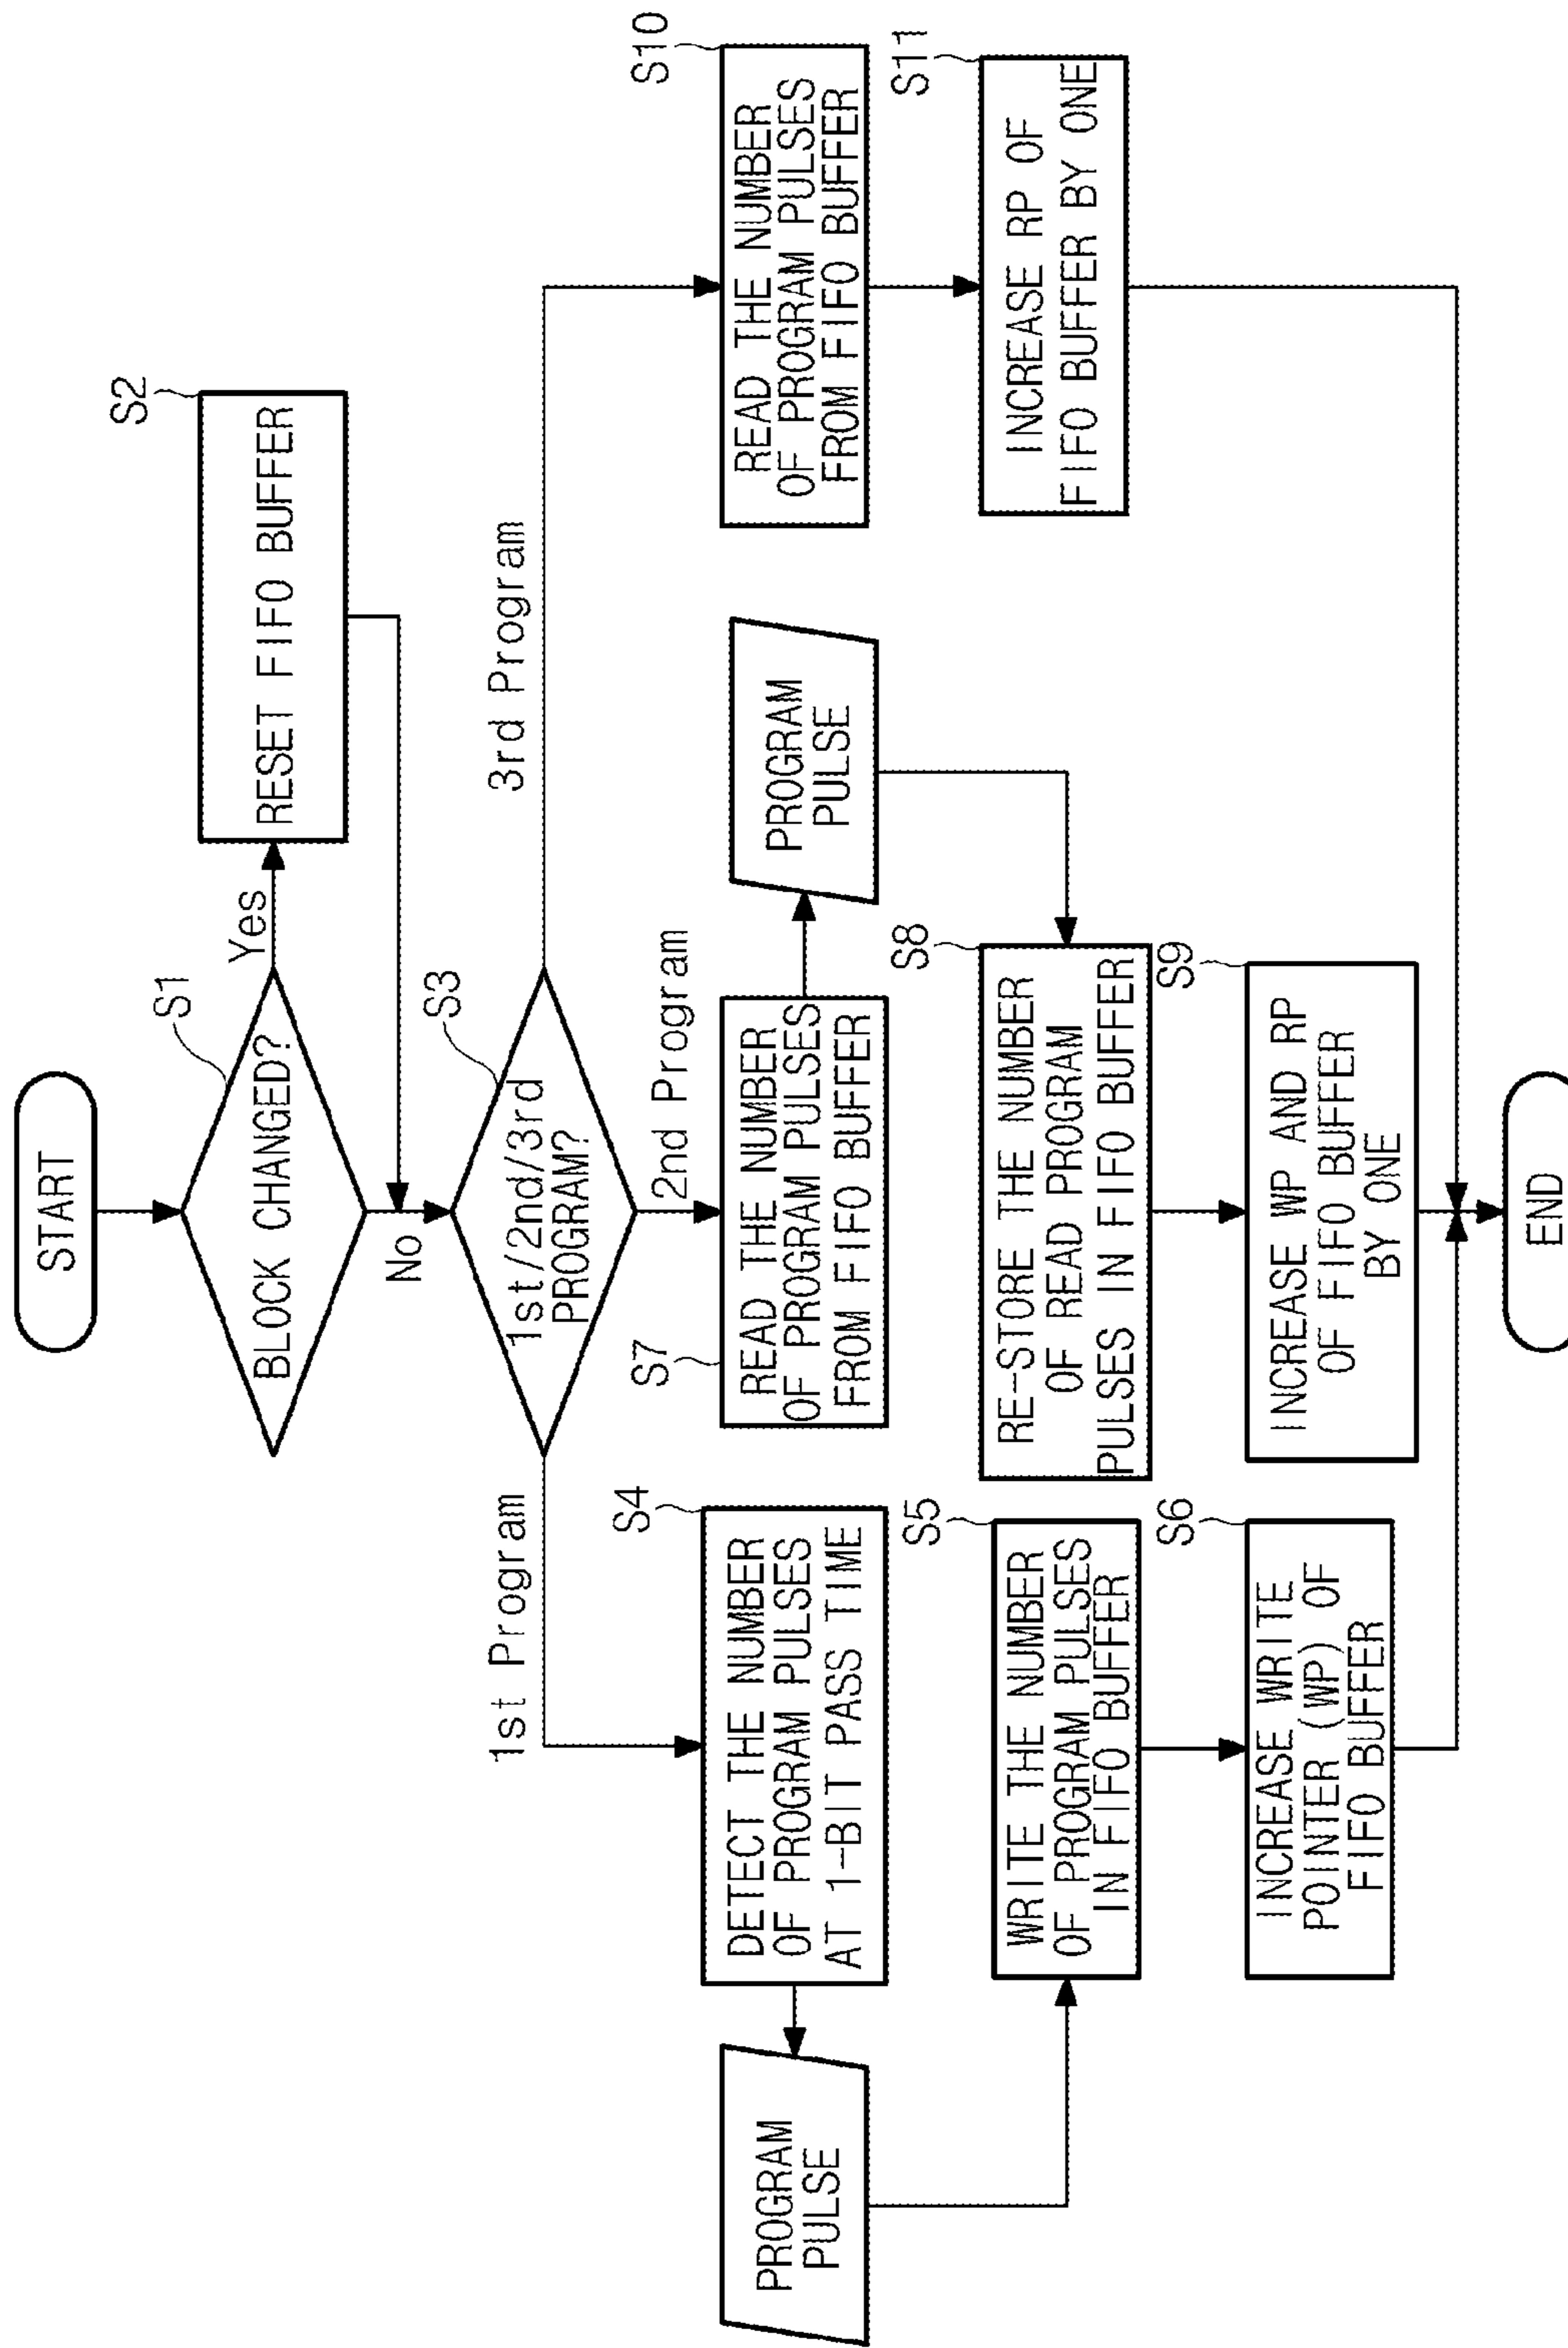 START
BLOCK CHANGED?
S1
Yes
RESET FIFO BUFFER
S2
No
1st/2nd/3rd
PROGRAM?
S3
1st Program
2nd Program
3rd Program
DETECT THE NUMBER
OF PROGRAM PULSES
AT 1-BIT PASS TIME
S4
PROGRAM
PULSE
WRITE THE NUMBER
OF PROGRAM PULSES
IN FIFO BUFFER
S5
INCREASE WRITE
POINTER (WP) OF
FIFO BUFFER
S6
S7
READ THE NUMBER
OF PROGRAM PULSES
FROM FIFO BUFFER
PROGRAM
PULSE
RE-STORE THE NUMBER
OF READ PROGRAM
PULSES IN FIFO BUFFER
S8
INCREASE WP AND RP
OF FIFO BUFFER
BY ONE
S9
READ THE NUMBER
OF PROGRAM PULSES
FROM FIFO BUFFER
S10
INCREASE RP OF
FIFO BUFFER BY ONE
S11
END